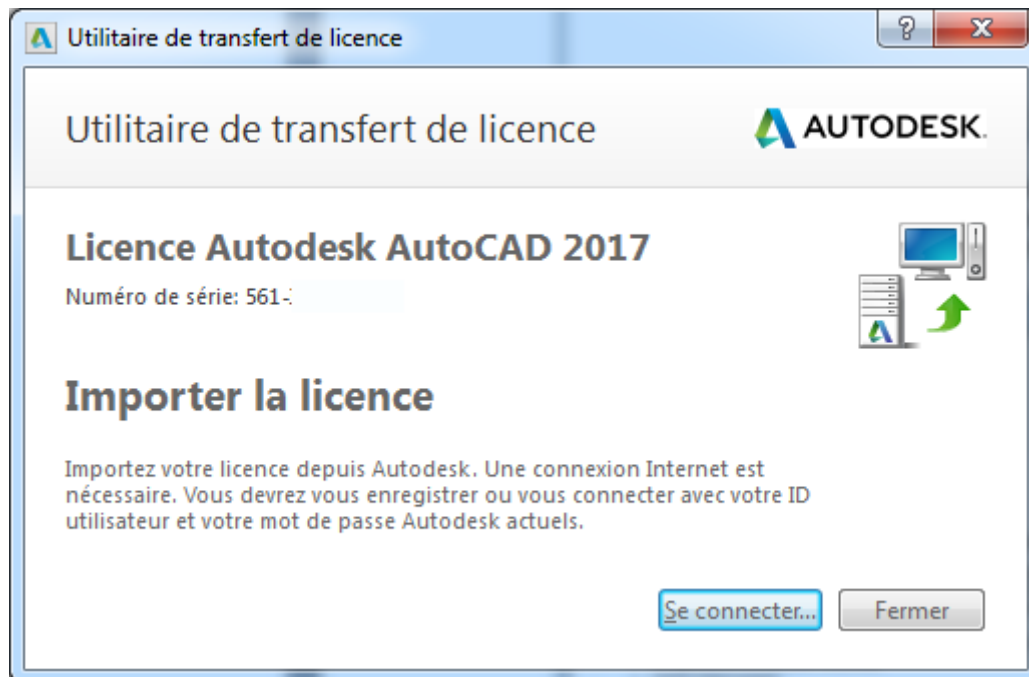 Utilitaire de transfert de licence
?
X
Utilitaire de transfert de licence
AUTODESK.
Licence Autodesk AutoCAD 2017
Numéro de série: 561-
Importer la licence
Importez votre licence depuis Autodesk. Une connexion Internet est
nécessaire. Vous devrez vous enregistrer ou vous connecter avec votre ID
utilisateur et votre mot de passe Autodesk actuels.
Se connecter...
Fermer